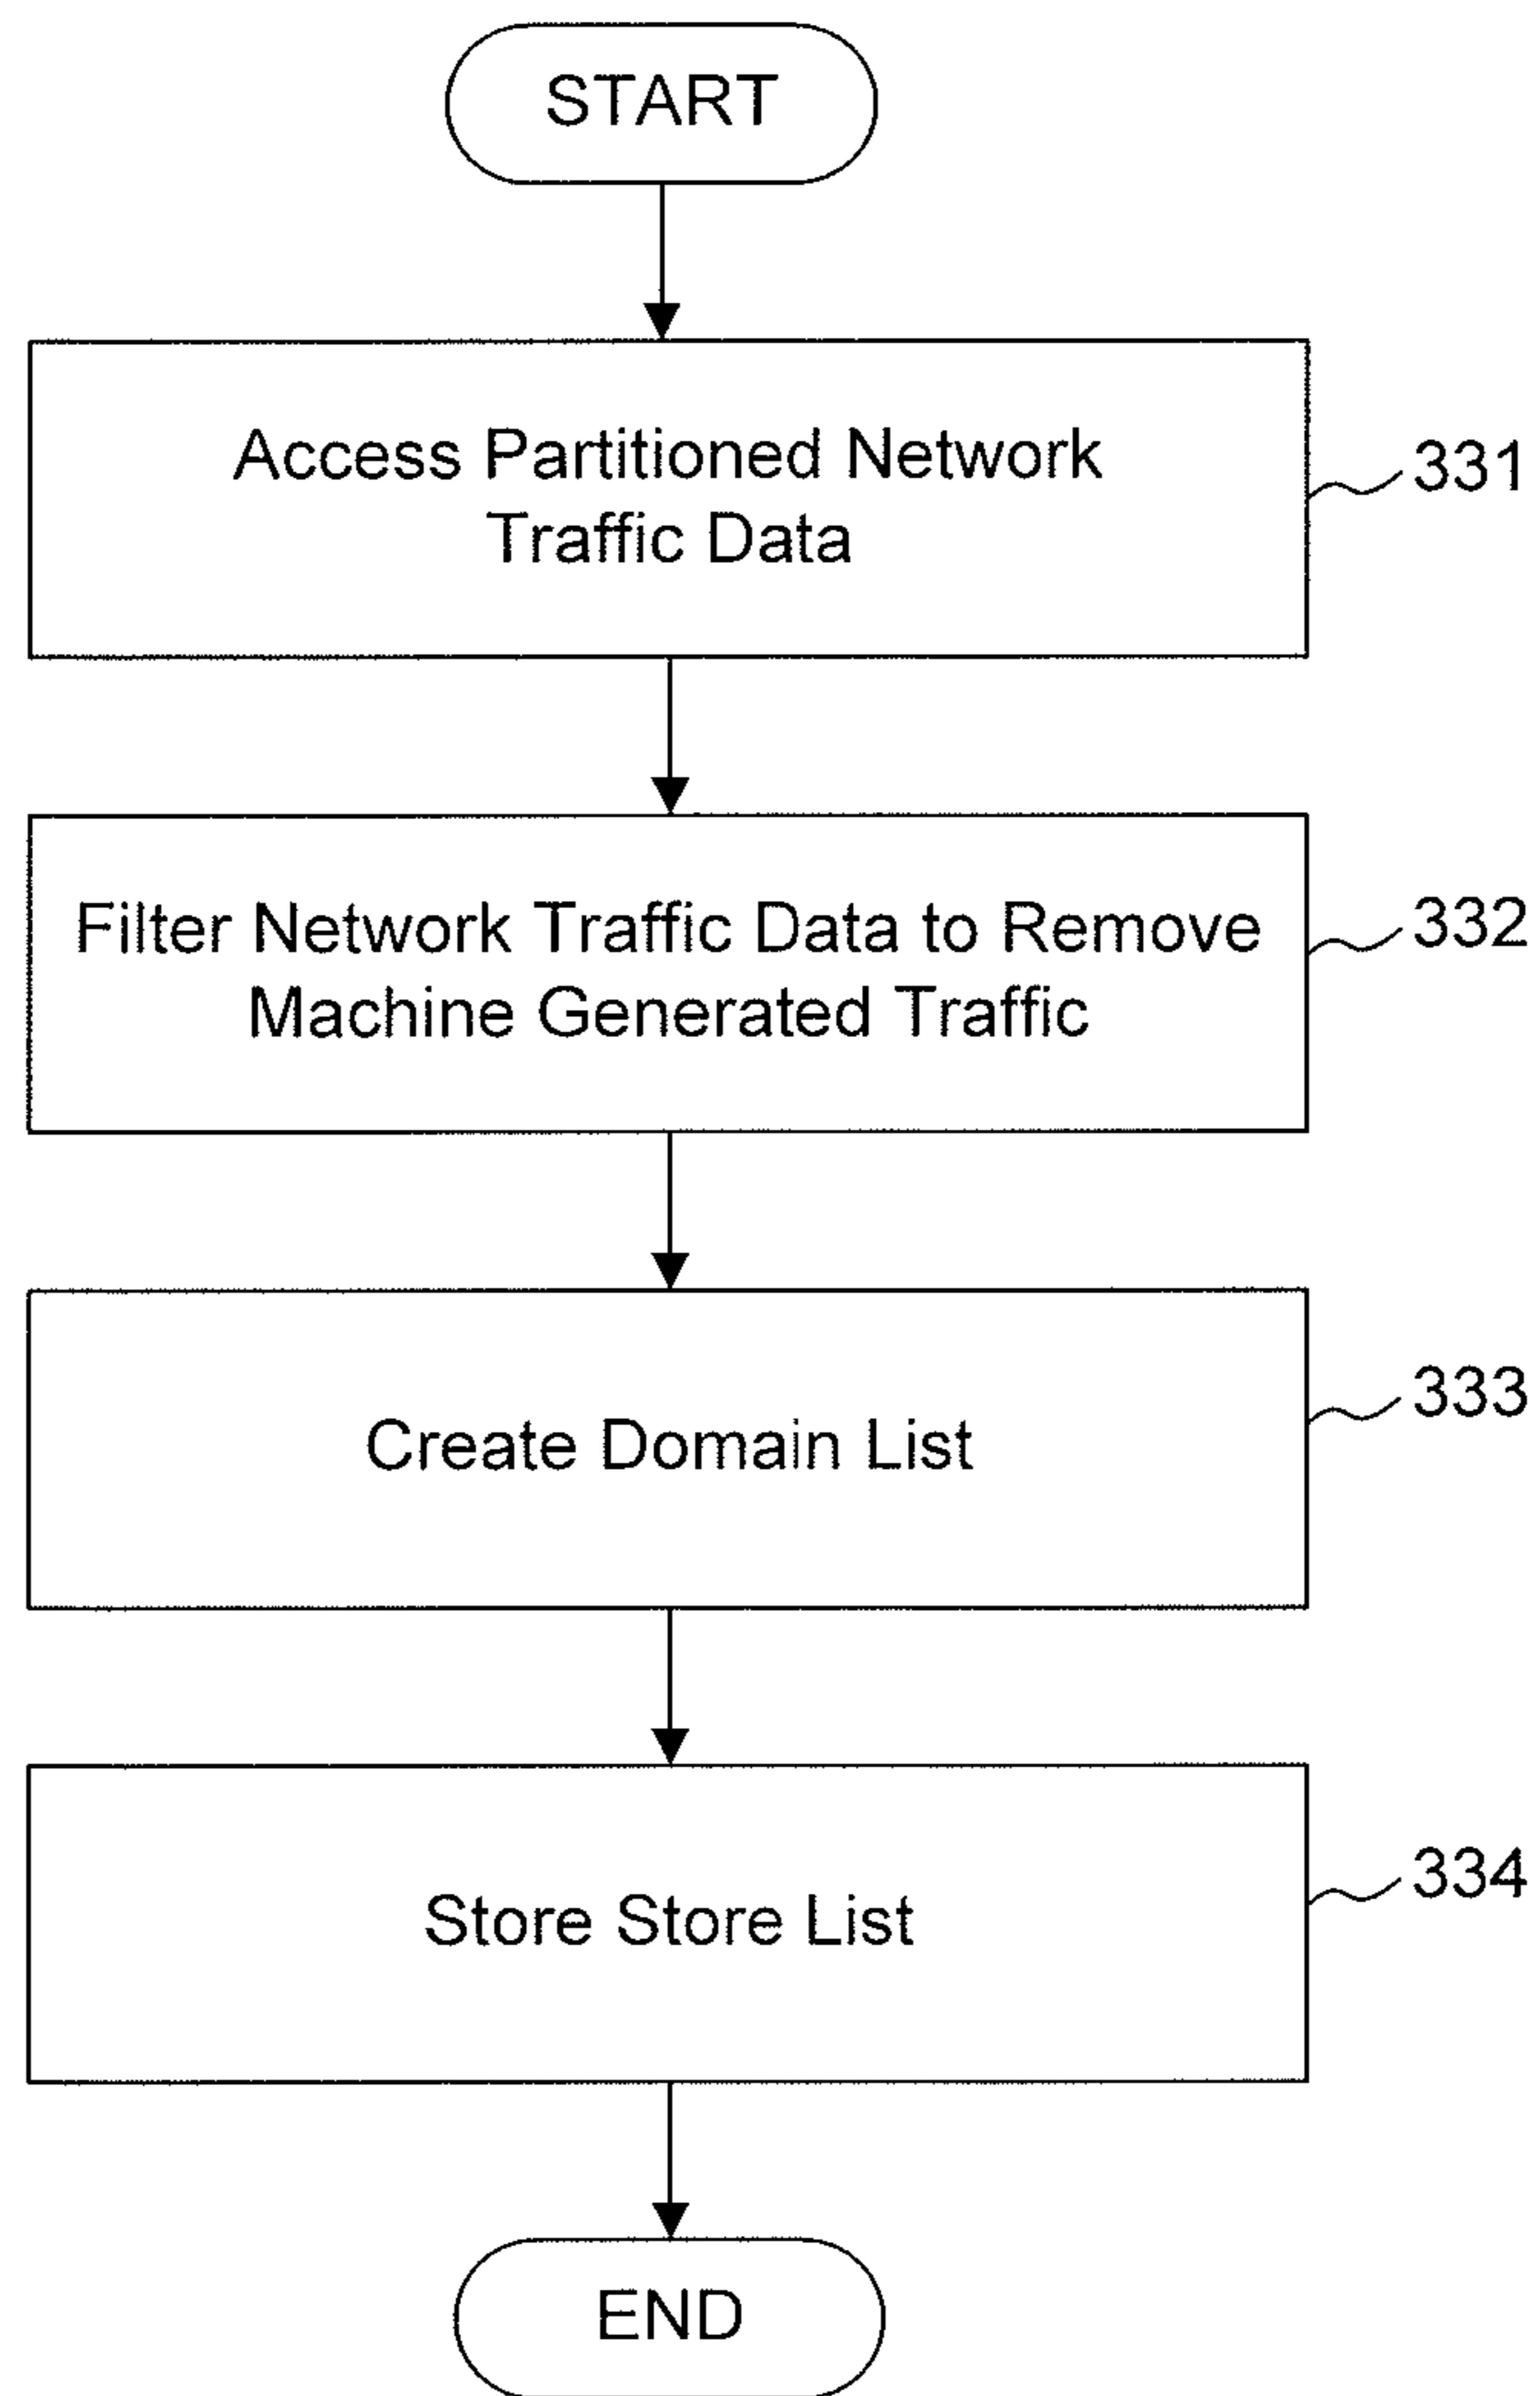 START
Access Partitioned Network
Traffic Data
331
Filter Network Traffic Data to Remove
Machine Generated Traffic
332
Create Domain List
333
Store Store List
334
END